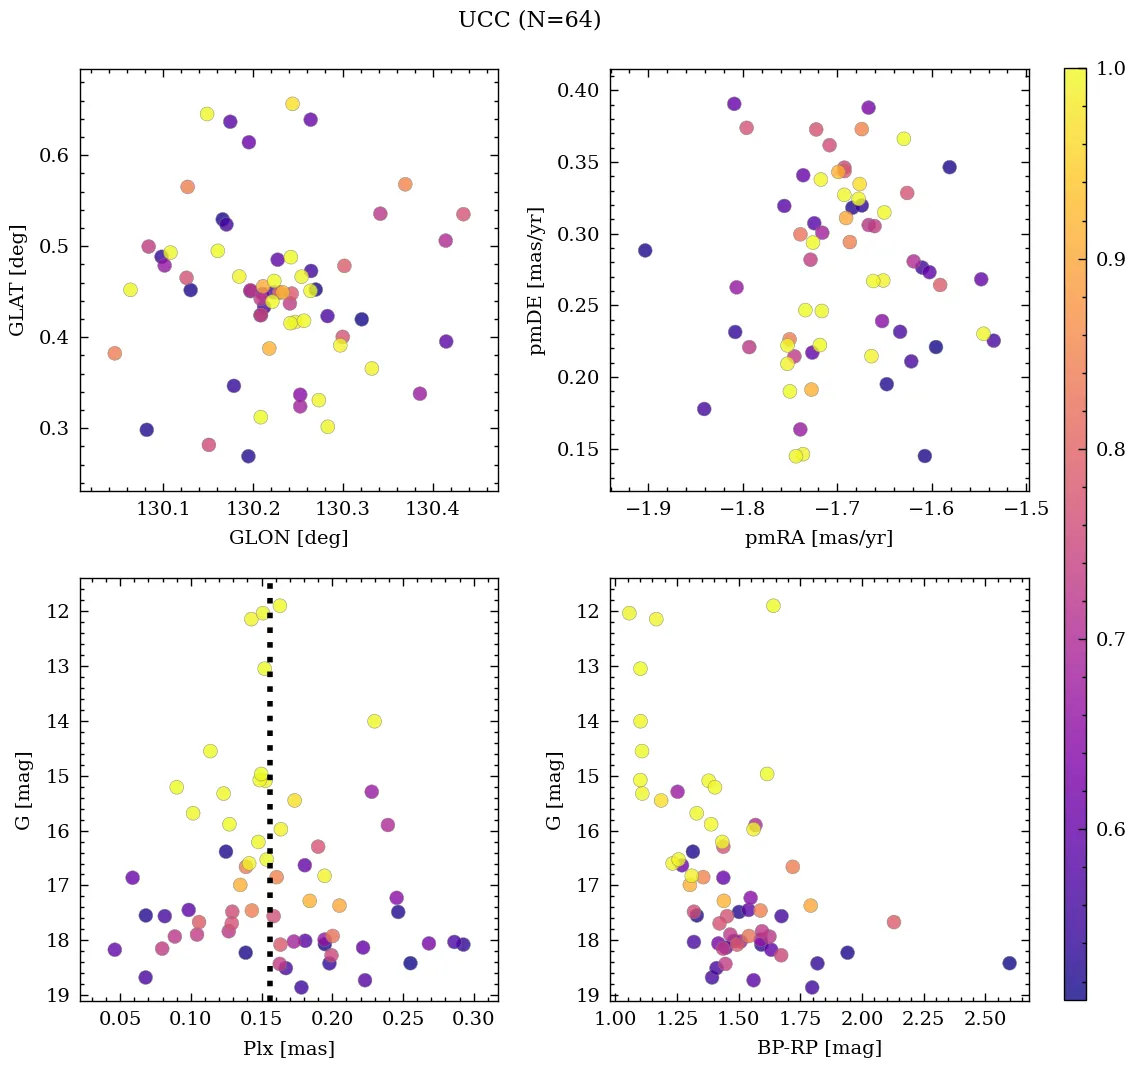 UCC (N=64)
GLAT [deg]
0.6
0.5
0.4
0.3
130.1 130.2 130.3 130.4
GLON [deg]
pmDE [mas/yr]
0.40
0.35
0.30
0.25
0.20
0.15
−1.9 −1.8 −1.7 −1.6 −1.5
pmRA [mas/yr]
G [mag]
12
13
14
15
16
17
18
19
0.05 0.10 0.15 0.20 0.25 0.30
Plx [mas]
G [mag]
12
13
14
15
16
17
18
19
1.00 1.25 1.50 1.75 2.00 2.25 2.50
BP-RP [mag]
1.0
0.9
0.8
0.7
0.6